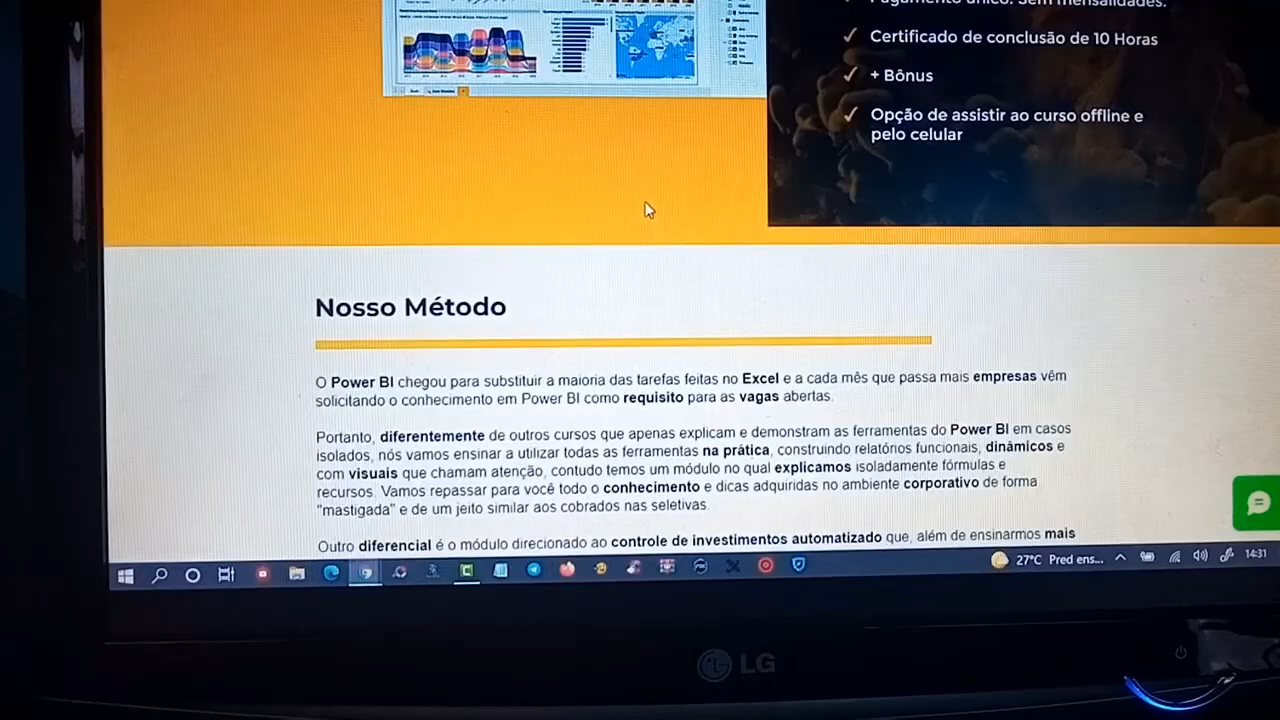 Pagamento único. Sem mensalidades.
✓ Certificado de conclusão de 10 Horas
✓ + Bônus
✓ Opção de assistir ao curso offline e
pelo celular
Nosso Método
O Power BI chegou para substituir a maioria das tarefas feitas no Excel e a cada mês que passa mais empresas vêm
solicitando o conhecimento em Power BI como requisito para as vagas abertas.
Portanto, diferentemente de outros cursos que apenas explicam e demonstram as ferramentas do Power BI em casos
isolados, nós vamos ensinar a utilizar todas as ferramentas na prática, construindo relatórios funcionais, dinâmicos e
com visuais que chamam atenção, contudo temos um módulo no qual explicamos isoladamente fórmulas e
recursos. Vamos repassar para você todo o conhecimento e dicas adquiridas no ambiente corporativo de forma
"mastigada" e de um jeito similar aos cobrados nas seletivas.
Outro diferencial é o módulo direcionado ao controle de investimentos automatizado que, além de ensinarmos mais
27°C Pred ens... 14:31
LG